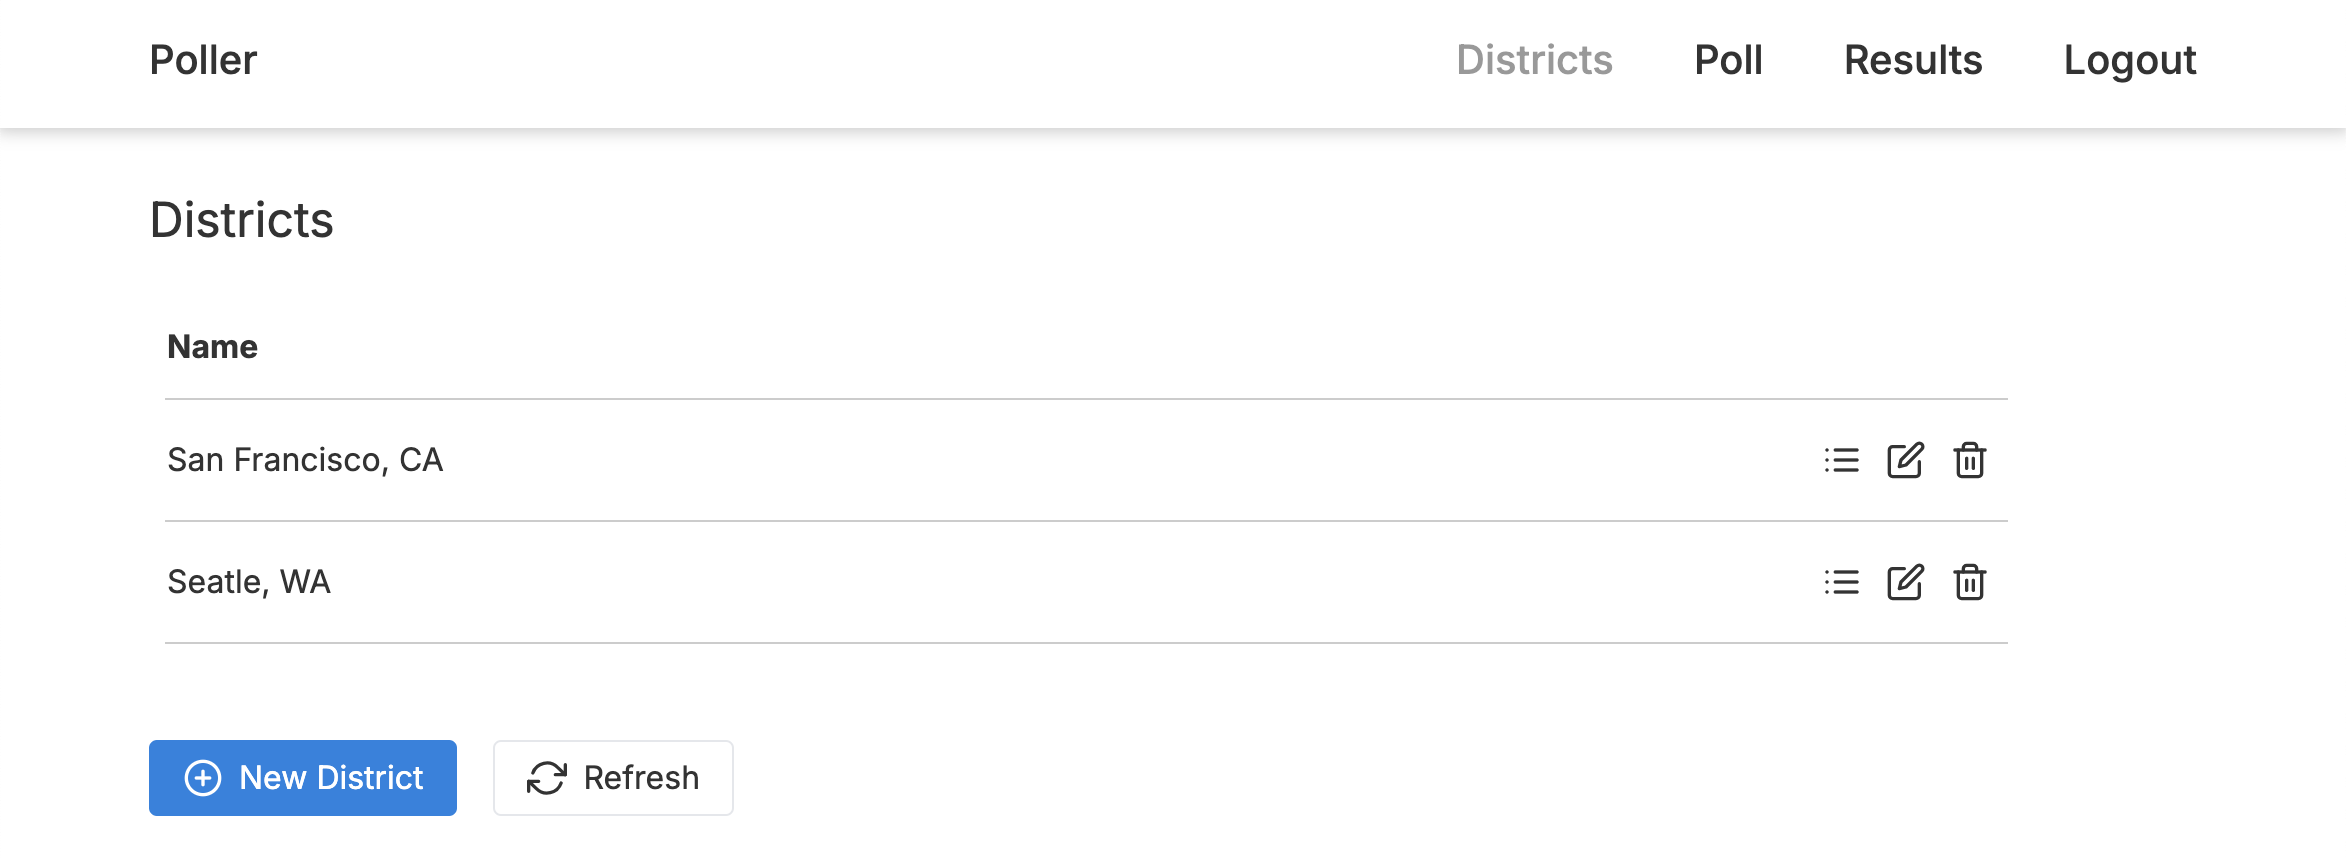 Poller Districts Poll Results Logout
Districts
Name
San Francisco, CA
Seatle, WA
New District Refresh